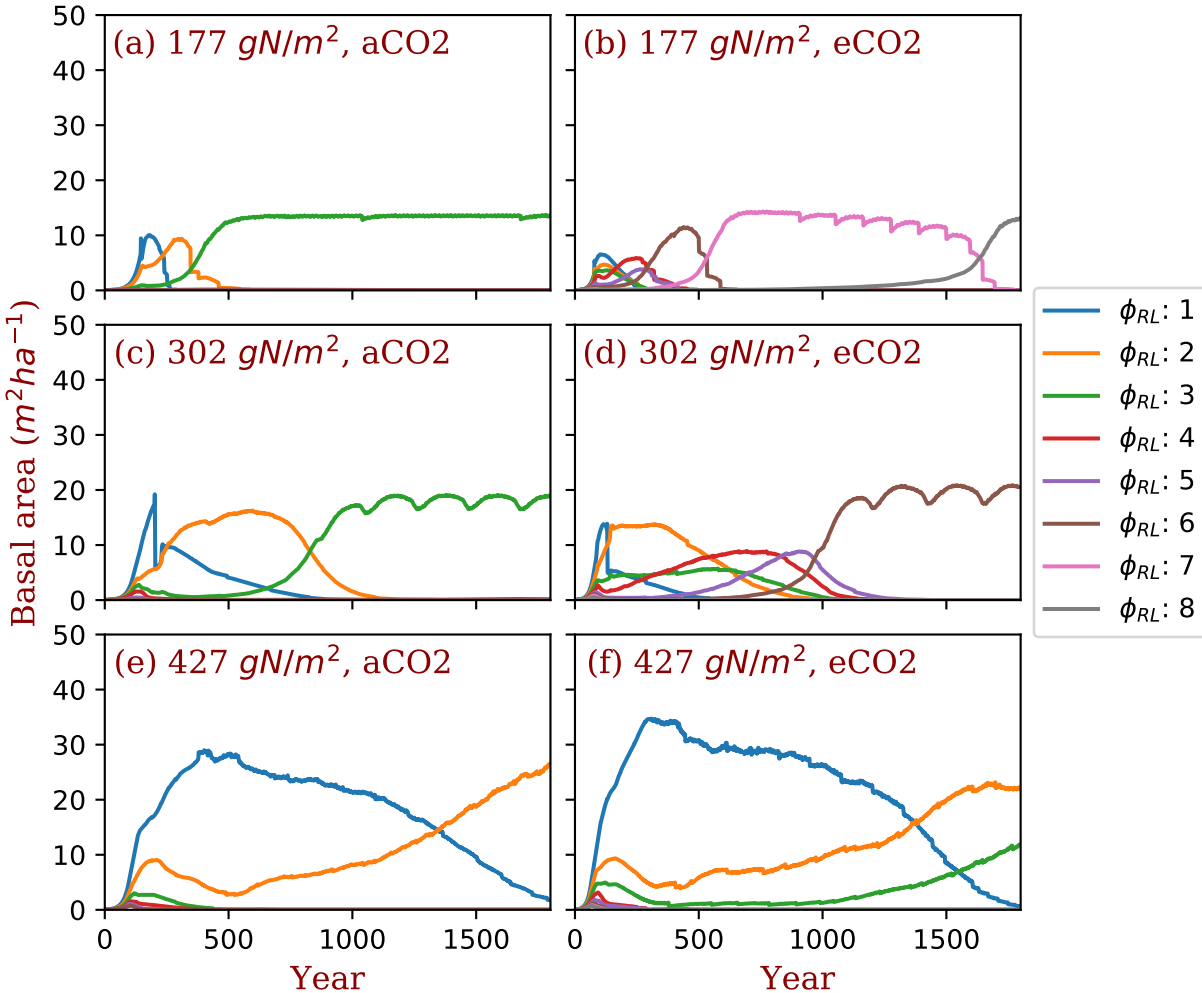 50
40
30
20
10
0
(a) 177 gN/m², aCO2
(b) 177 gN/m², eCO2
50
40
30
20
10
0
(c) 302 gN/m², aCO2
(d) 302 gN/m², eCO2
50
40
30
20
10
0
(e) 427 gN/m², aCO2
(f) 427 gN/m², eCO2
0 500 1000 1500
0 500 1000 1500
Year
Year
Basal area (m²ha⁻¹)
ϕRL: 1
ϕRL: 2
ϕRL: 3
ϕRL: 4
ϕRL: 5
ϕRL: 6
ϕRL: 7
ϕRL: 8